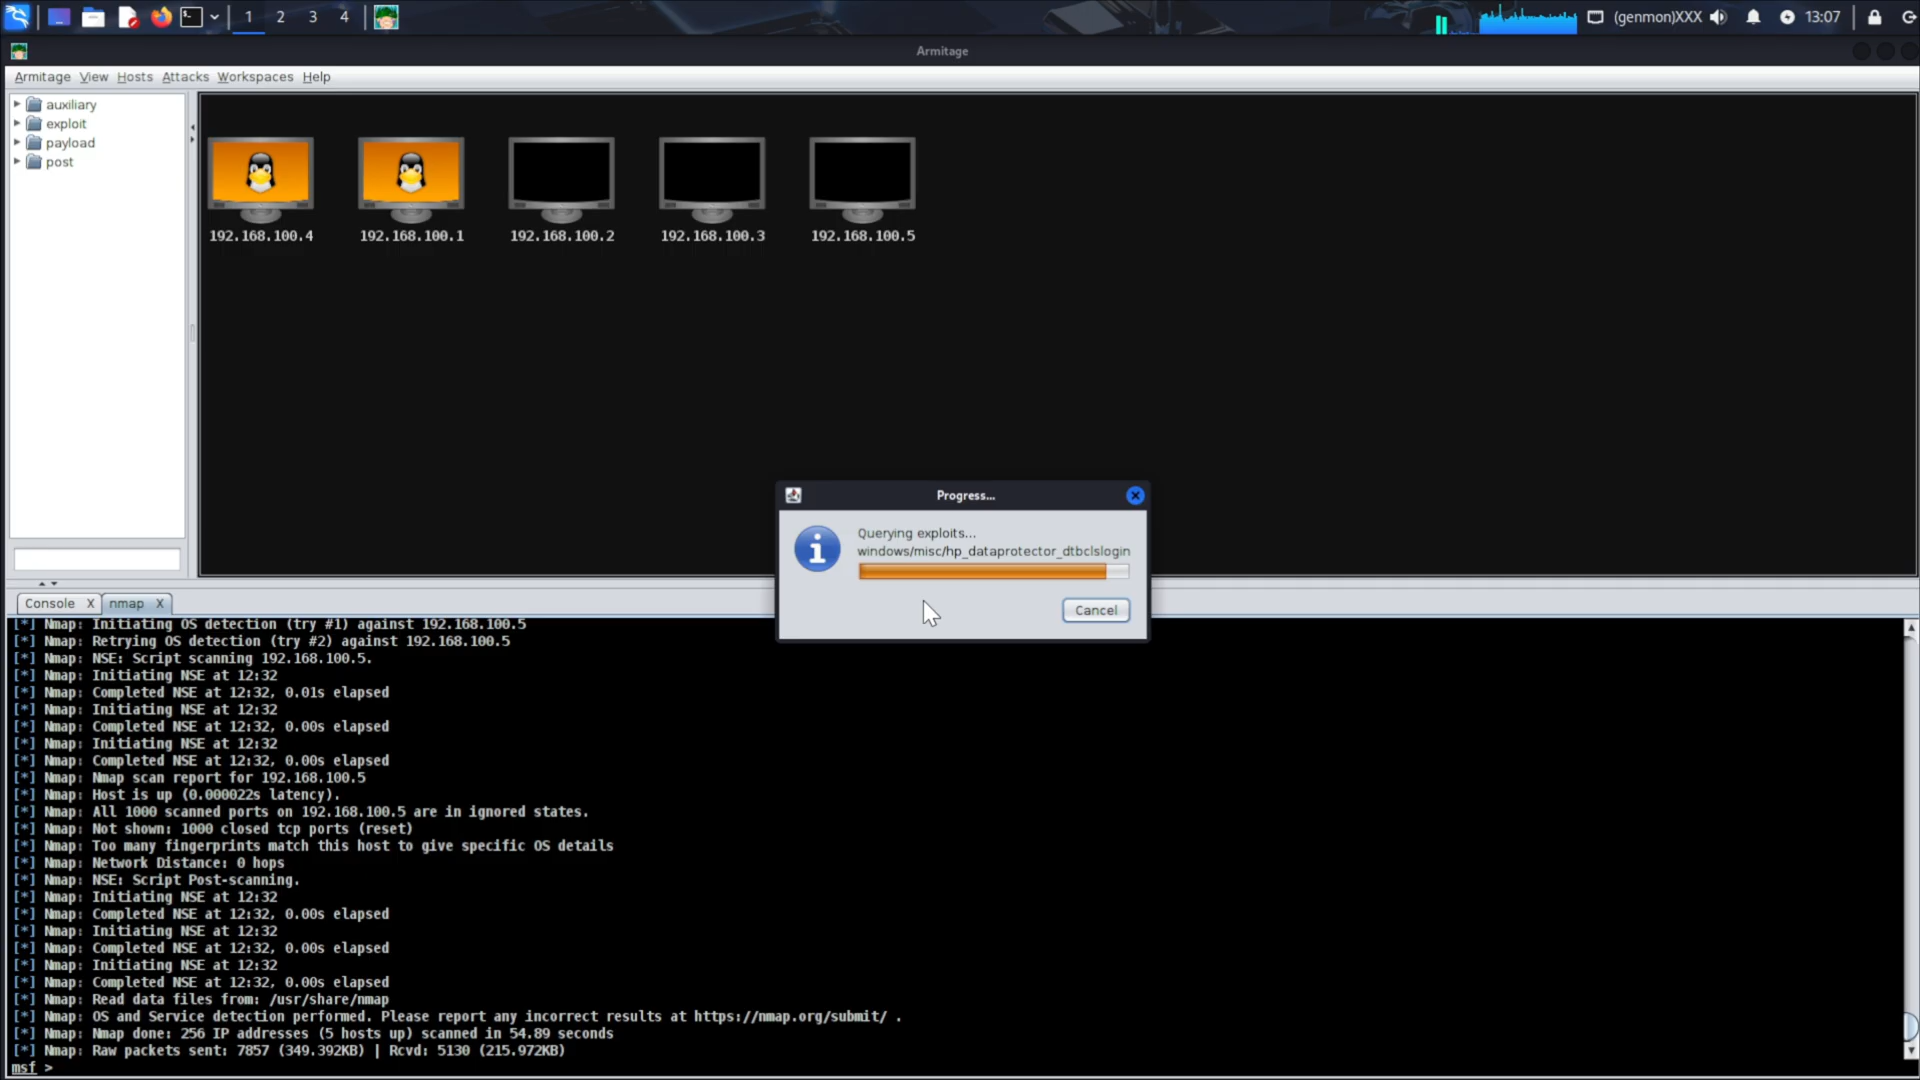 1 2 3 4 (genmon)XXX 13:07
Armitage
Armitage View Hosts Attacks Workspaces Help
auxiliary
exploit
payload
post
192.168.100.4 192.168.100.1 192.168.100.2 192.168.100.3 192.168.100.5
Progress...
Querying exploits...
windows/misc/hp_dataprotector_dtbclslogin
Cancel
Console X nmap X
[*] Nmap: Initiating OS detection (try #1) against 192.168.100.5
[*] Nmap: Retrying OS detection (try #2) against 192.168.100.5
[*] Nmap: NSE: Script scanning 192.168.100.5.
[*] Nmap: Initiating NSE at 12:32
[*] Nmap: Completed NSE at 12:32, 0.01s elapsed
[*] Nmap: Initiating NSE at 12:32
[*] Nmap: Completed NSE at 12:32, 0.00s elapsed
[*] Nmap: Initiating NSE at 12:32
[*] Nmap: Completed NSE at 12:32, 0.00s elapsed
[*] Nmap: Nmap scan report for 192.168.100.5
[*] Nmap: Host is up (0.000022s latency).
[*] Nmap: All 1000 scanned ports on 192.168.100.5 are in ignored states.
[*] Nmap: Not shown: 1000 closed tcp ports (reset)
[*] Nmap: Too many fingerprints match this host to give specific OS details
[*] Nmap: Network Distance: 0 hops
[*] Nmap: NSE: Script Post-scanning.
[*] Nmap: Initiating NSE at 12:32
[*] Nmap: Completed NSE at 12:32, 0.00s elapsed
[*] Nmap: Initiating NSE at 12:32
[*] Nmap: Completed NSE at 12:32, 0.00s elapsed
[*] Nmap: Initiating NSE at 12:32
[*] Nmap: Completed NSE at 12:32, 0.00s elapsed
[*] Nmap: Read data files from: /usr/share/nmap
[*] Nmap: OS and Service detection performed. Please report any incorrect results at https://nmap.org/submit/ .
[*] Nmap: Nmap done: 256 IP addresses (5 hosts up) scanned in 54.89 seconds
[*] Nmap: Raw packets sent: 7857 (349.392KB) | Rcvd: 5130 (215.972KB)
msf >